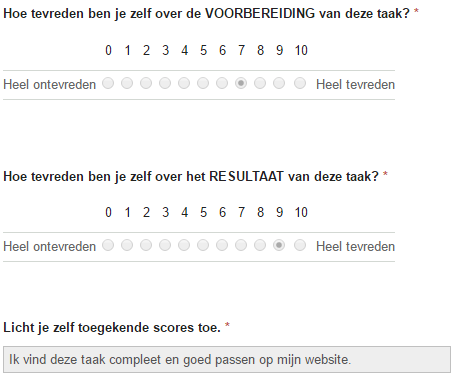 Hoe tevreden ben je zelf over de VOORBEREIDING van deze taak? *
0 1 2 3 4 5 6 7 8 9 10
Heel ontevreden Heel tevreden
Hoe tevreden ben je zelf over het RESULTAAT van deze taak? *
0 1 2 3 4 5 6 7 8 9 10
Heel ontevreden Heel tevreden
Licht je zelf toegekende scores toe. *
Ik vind deze taak compleet en goed passen op mijn website.